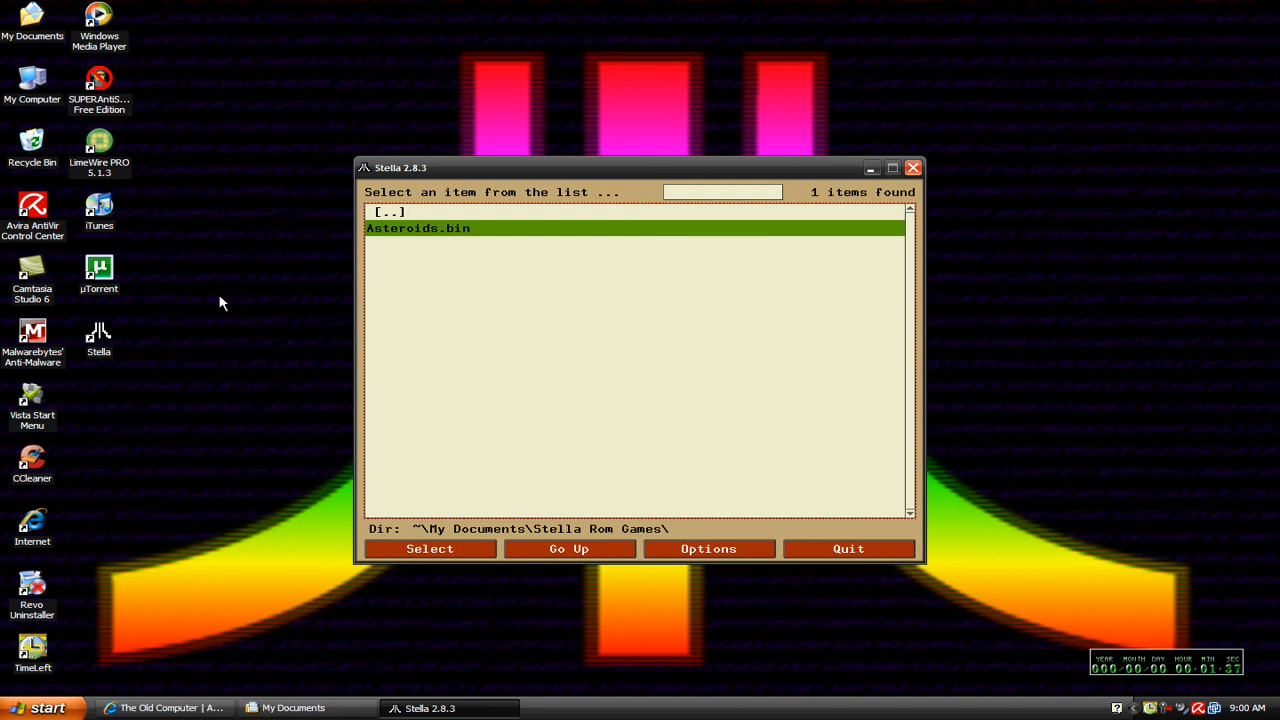 My Documents
Windows
Media Player
My Computer
SUPERAntiS...
Free Edition
Recycle Bin
LimeWire PRO
5.1.3
Avira AntiVir
Control Center
iTunes
Camtasia
Studio 6
µTorrent
Malwarebytes'
Anti-Malware
Stella
Vista Start
Menu
CCleaner
Internet
Revo
Uninstaller
TimeLeft
Stella 2.8.3
Select an item from the list ...
1 items found
[..]
Asteroids.bin
Dir: ~\My Documents\Stella Rom Games\
Select
Go Up
Options
Quit
YEAR MONTH DAY HOUR MIN SEC
000/00/00 00:01:37
start
The Old Computer | A...
My Documents
Stella 2.8.3
9:00 AM